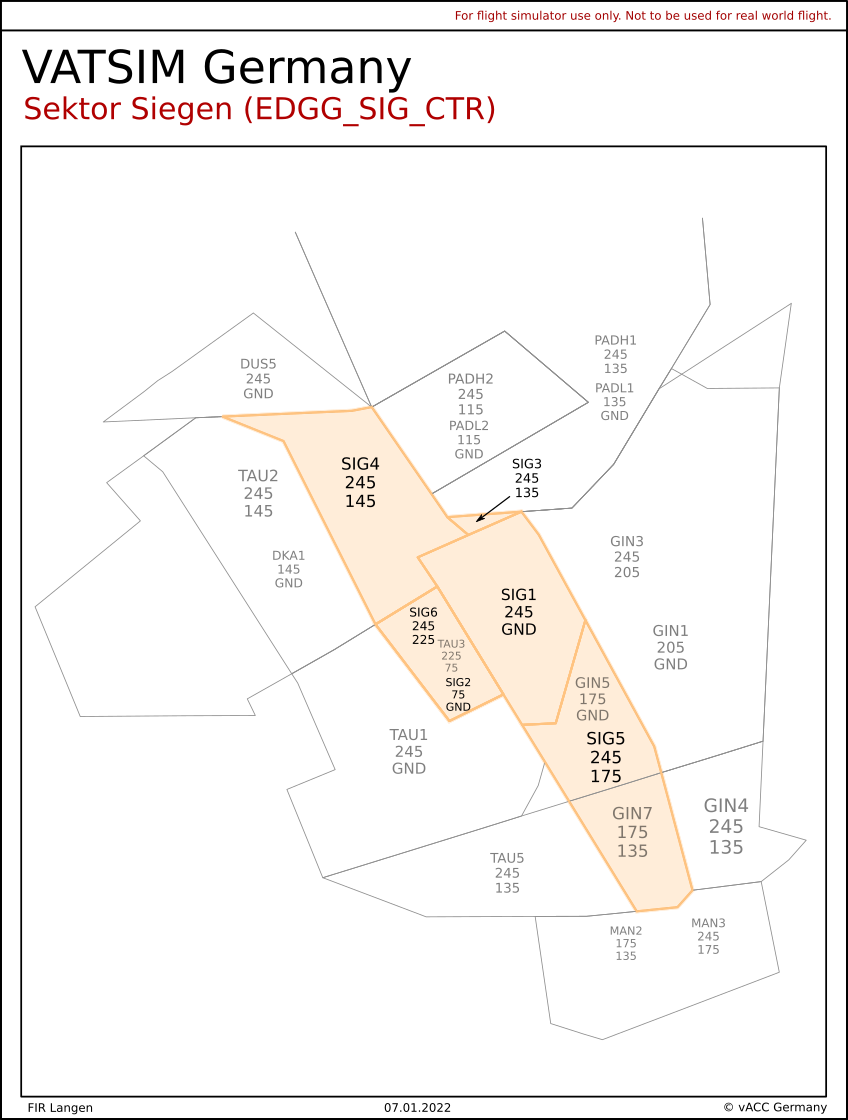 For flight simulator use only. Not to be used for real world flight.
VATSIM Germany
Sektor Siegen (EDGG_SIG_CTR)
PADH1
245
135
DUS5
245
GND
PADH2
245
115
PADL1
135
GND
PADL2
115
GND
SIG4
245
145
SIG3
245
135
TAU2
245
145
DKA1
145
GND
GIN3
245
205
SIG1
245
GND
SIG6
245
225
TAU3
225
75
SIG2
75
GND
GIN1
205
GND
GIN5
175
GND
TAU1
245
GND
SIG5
245
175
GIN7
175
135
GIN4
245
135
TAU5
245
135
MAN2
175
135
MAN3
245
175
FIR Langen
07.01.2022
© vACC Germany